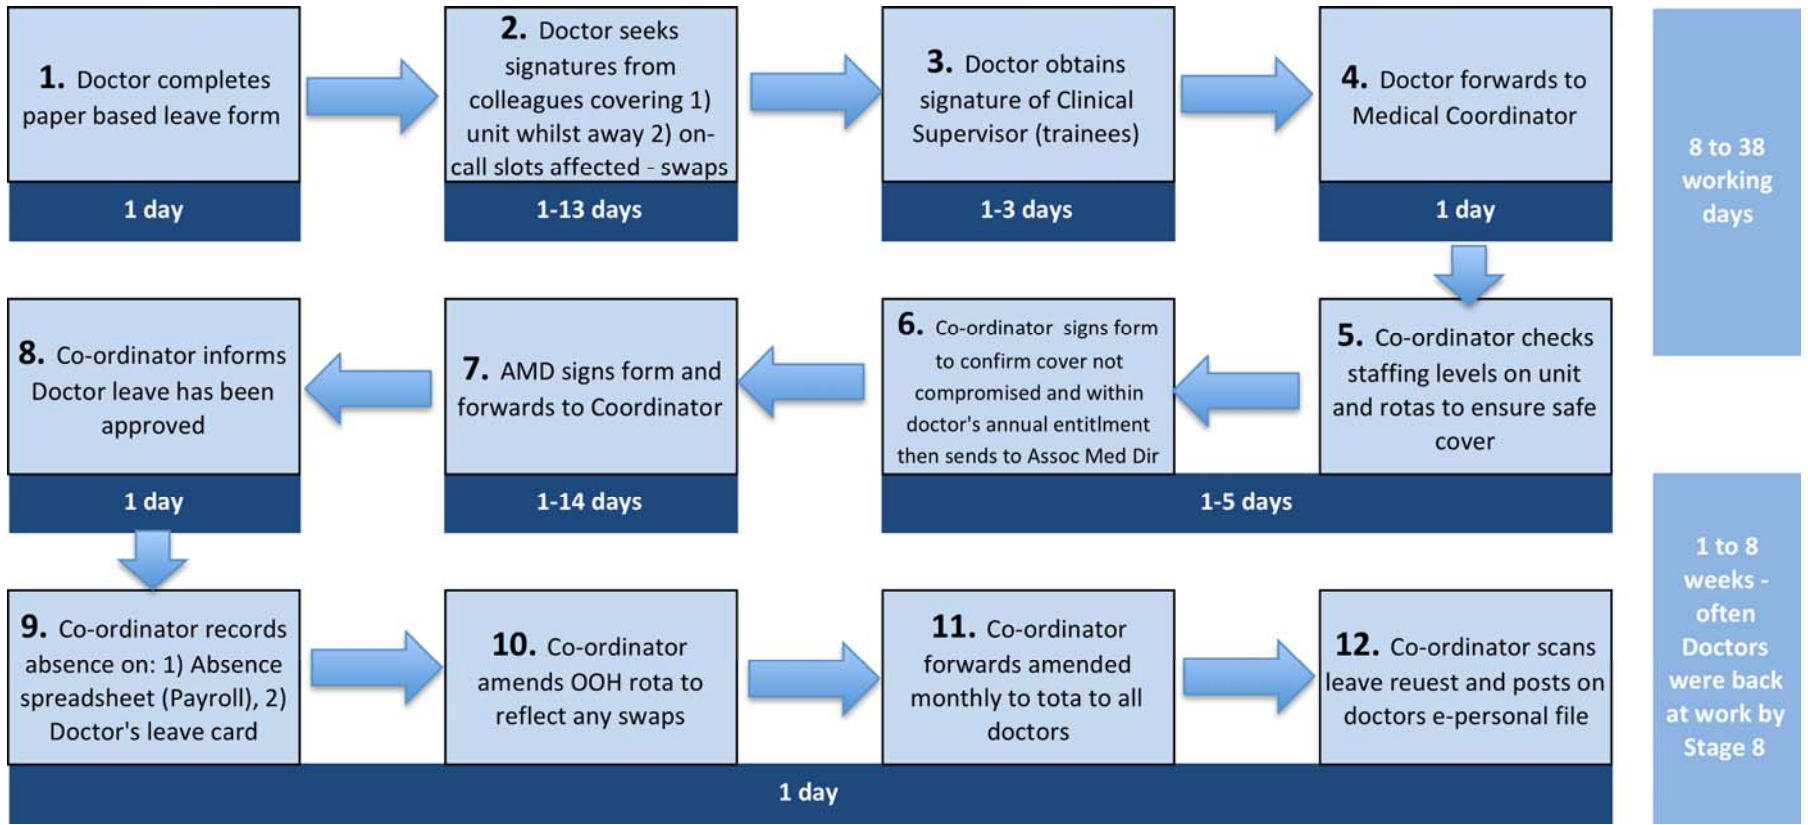 1. Doctor completes
paper based leave form
1 day
2. Doctor seeks
signatures from
colleagues covering 1)
unit whilst away 2) on-
call slots affected - swaps
1-13 days
3. Doctor obtains
signature of Clinical
Supervisor (trainees)
1-3 days
4. Doctor forwards to
Medical Coordinator
1 day
8 to 38
working
days
5. Co-ordinator checks
staffing levels on unit
and rotas to ensure safe
cover
6. Co-ordinator signs form
to confirm cover not
compromised and within
doctor's annual entitlment
then sends to Assoc Med Dir
1-5 days
7. AMD signs form and
forwards to Coordinator
1-14 days
8. Co-ordinator informs
Doctor leave has been
approved
1 day
9. Co-ordinator records
absence on: 1) Absence
spreadsheet (Payroll), 2)
Doctor's leave card
10. Co-ordinator
amends OOH rota to
reflect any swaps
11. Co-ordinator
forwards amended
monthly to tota to all
doctors
12. Co-ordinator scans
leave reuest and posts on
doctors e-personal file
1 day
1 to 8
weeks -
often
Doctors
were back
at work by
Stage 8